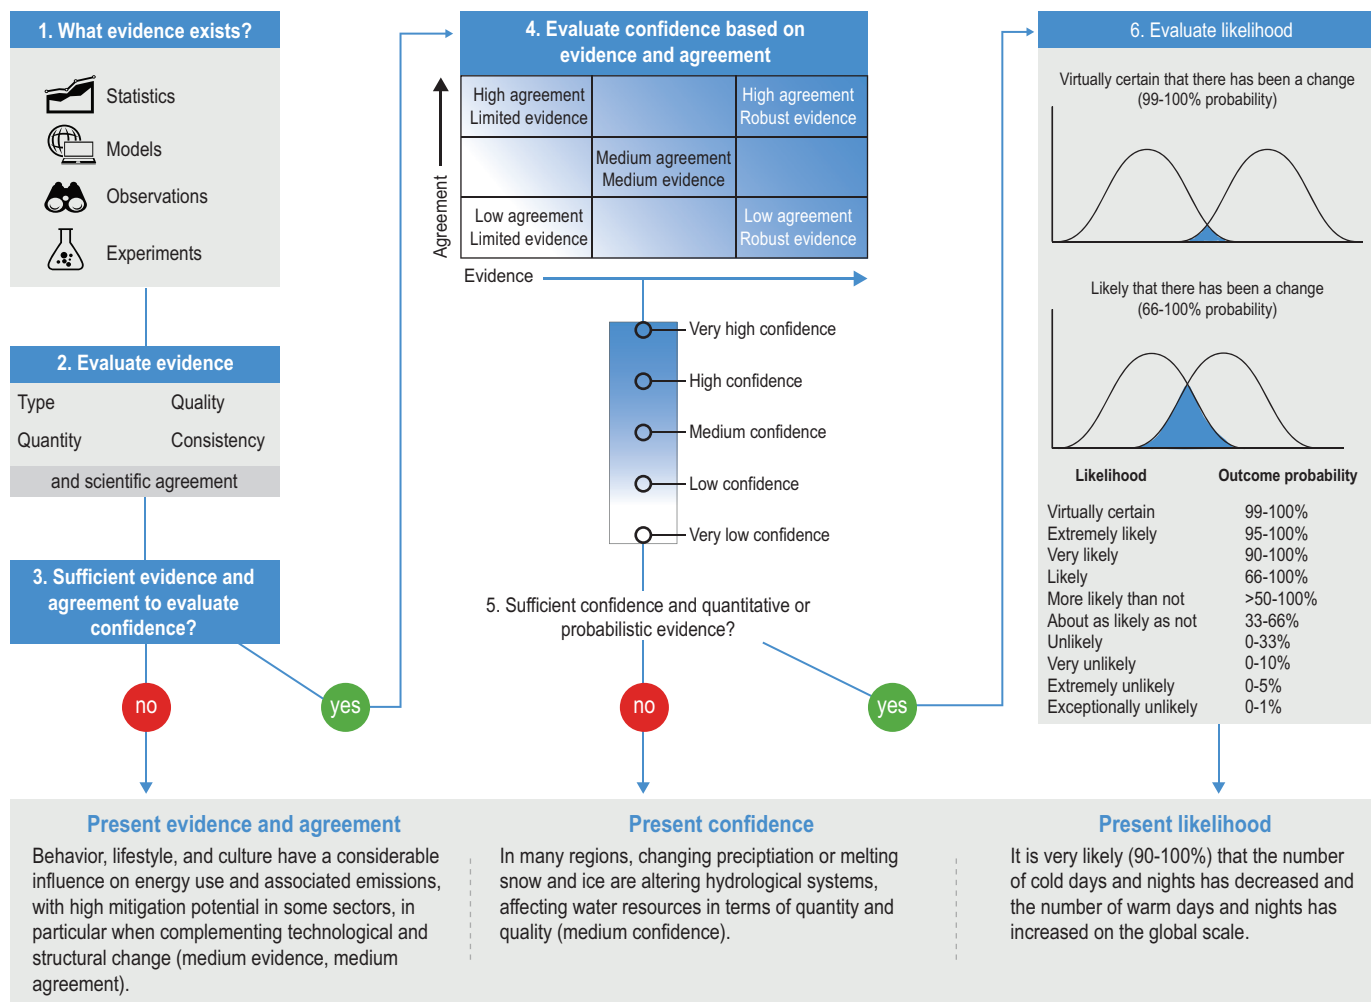 1. What evidence exists?
Statistics
Models
Observations
Experiments
2. Evaluate evidence
Type
Quality
Quantity
Consistency
and scientific agreement
3. Sufficient evidence and
agreement to evaluate
confidence?
no
yes
4. Evaluate confidence based on
evidence and agreement
Agreement
High agreement
Limited evidence
High agreement
Robust evidence
Medium agreement
Medium evidence
Low agreement
Limited evidence
Low agreement
Robust evidence
Evidence
Very high confidence
High confidence
Medium confidence
Low confidence
Very low confidence
5. Sufficient confidence and quantitative or
probabilistic evidence?
no
yes
6. Evaluate likelihood
Virtually certain that there has been a change
(99-100% probability)
Likely that there has been a change
(66-100% probability)
Likelihood Outcome probability
Virtually certain 99-100%
Extremely likely 95-100%
Very likely 90-100%
Likely 66-100%
More likely than not >50-100%
About as likely as not 33-66%
Unlikely 0-33%
Very unlikely 0-10%
Extremely unlikely 0-5%
Exceptionally unlikely 0-1%
Present evidence and agreement
Behavior, lifestyle, and culture have a considerable
influence on energy use and associated emissions,
with high mitigation potential in some sectors, in
particular when complementing technological and
structural change (medium evidence, medium
agreement).
Present confidence
In many regions, changing preciptiation or melting
snow and ice are altering hydrological systems,
affecting water resources in terms of quantity and
quality (medium confidence).
Present likelihood
It is very likely (90-100%) that the number
of cold days and nights has decreased and
the number of warm days and nights has
increased on the global scale.